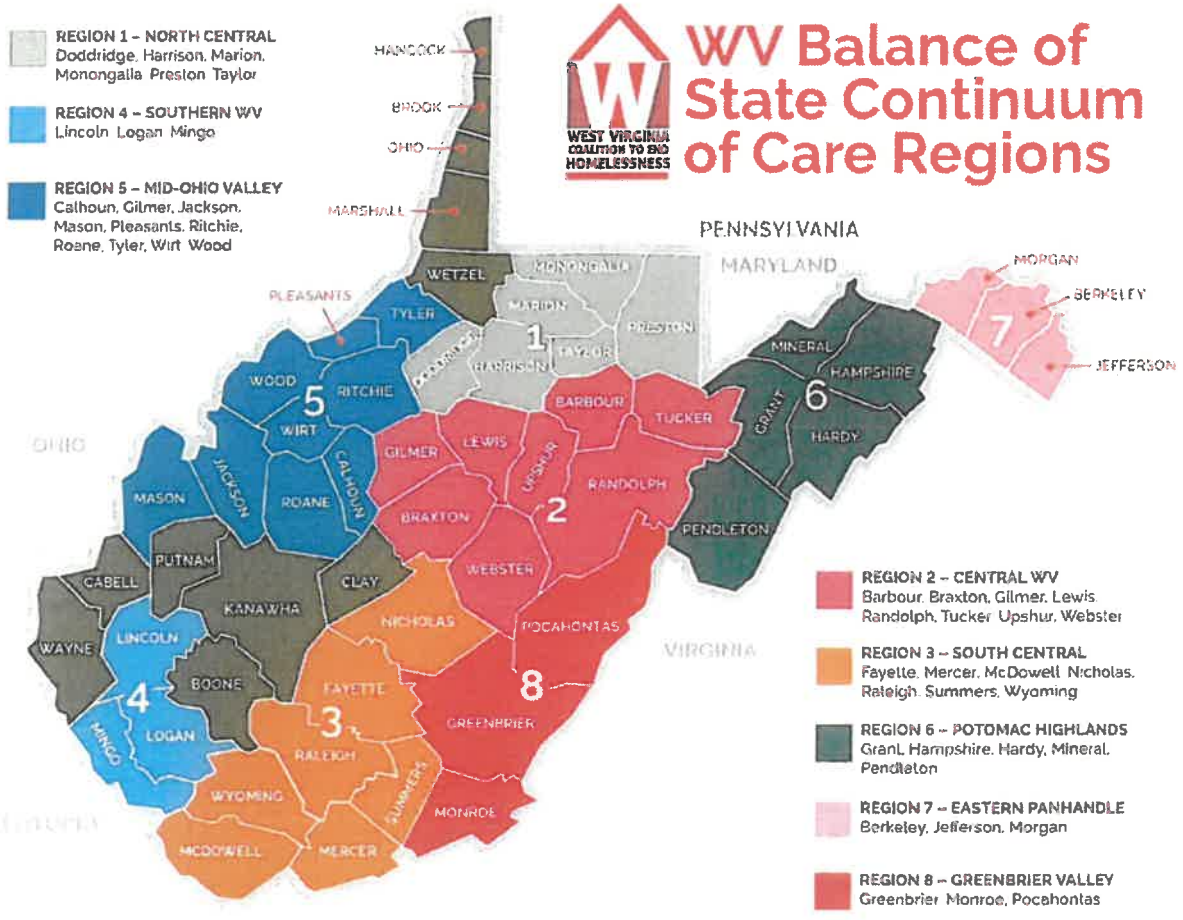 REGION 1 – NORTH CENTRAL
Doddridge, Harrison, Marion,
Monongalia Preston Taylor
REGION 4 – SOUTHERN WV
Lincoln Logan Mingo
REGION 5 – MID-OHIO VALLEY
Calhoun, Gilmer, Jackson,
Mason, Pleasants, Ritchie,
Roane, Tyler, Wirt Wood
WEST VIRGINIA
COALITION TO END
HOMELESSNESS
WV Balance of
State Continuum
of Care Regions
HANCOCK
BROOK
OHIO
MARSHALL
PENNSYLVANIA
MARYLAND
WETZEL
MONONGALIA
MORGAN
BERKELEY
PLEASANTS
TYLER
MARION
PRESTON
7
1
DODDRIDGE
HARRISON
TAYLOR
MINERAL
JEFFERSON
WOOD
RITCHIE
HAMPSHIRE
5
6
BARBOUR
TUCKER
GRANT
WIRT
HARDY
OHIO
GILMER
LEWIS
UPSHUR
RANDOLPH
JACKSON
CALHOUN
MASON
ROANE
BRAXTON
2
PENDLETON
PUTNAM
WEBSTER
CABELL
CLAY
KANAWHA
NICHOLAS
POCAHONTAS
LINCOLN
WAYNE
VIRGINIA
BOONE
FAYETTE
8
4
3
GREENBRIER
MINGO
LOGAN
RALEIGH
SUMMERS
WYOMING
MONROE
MCDOWELL
MERCER
REGION 2 – CENTRAL WV
Barbour, Braxton, Gilmer, Lewis,
Randolph, Tucker Upshur, Webster
REGION 3 – SOUTH CENTRAL
Fayette, Mercer, McDowell Nicholas,
Raleigh, Summers, Wyoming
REGION 6 – POTOMAC HIGHLANDS
Grant, Hampshire, Hardy, Mineral,
Pendleton
REGION 7 – EASTERN PANHANDLE
Berkeley, Jefferson, Morgan
REGION 8 – GREENBRIER VALLEY
Greenbrier Monroe, Pocahontas